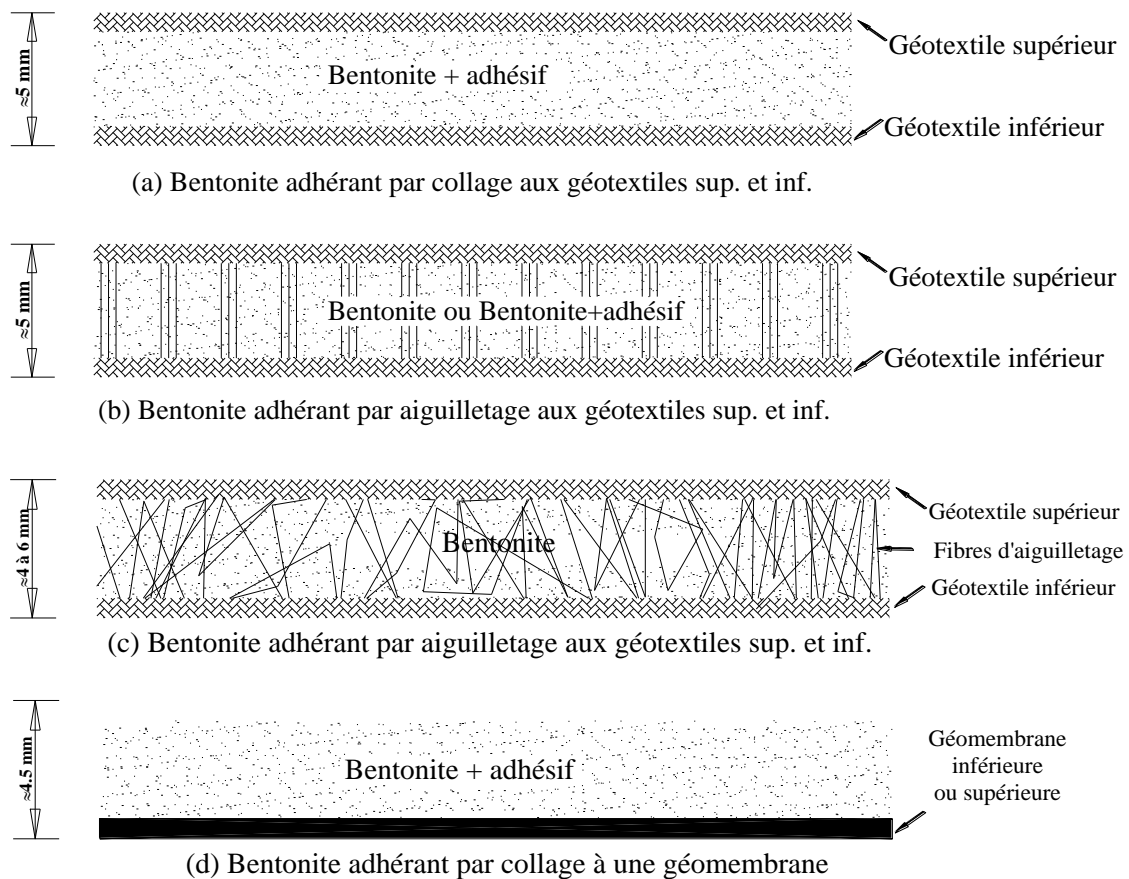 ≈5 mm
Géotextile supérieur
Bentonite + adhésif
Géotextile inférieur
(a) Bentonite adhérant par collage aux géotextiles sup. et inf.
≈5 mm
Géotextile supérieur
Bentonite ou Bentonite+adhésif
Géotextile inférieur
(b) Bentonite adhérant par aiguilletage aux géotextiles sup. et inf.
≈4 à 6 mm
Géotextile supérieur
Bentonite
Fibres d'aiguilletage
Géotextile inférieur
(c) Bentonite adhérant par aiguilletage aux géotextiles sup. et inf.
≈4.5 mm
Géomembrane
inférieure
ou supérieure
Bentonite + adhésif
(d) Bentonite adhérant par collage à une géomembrane